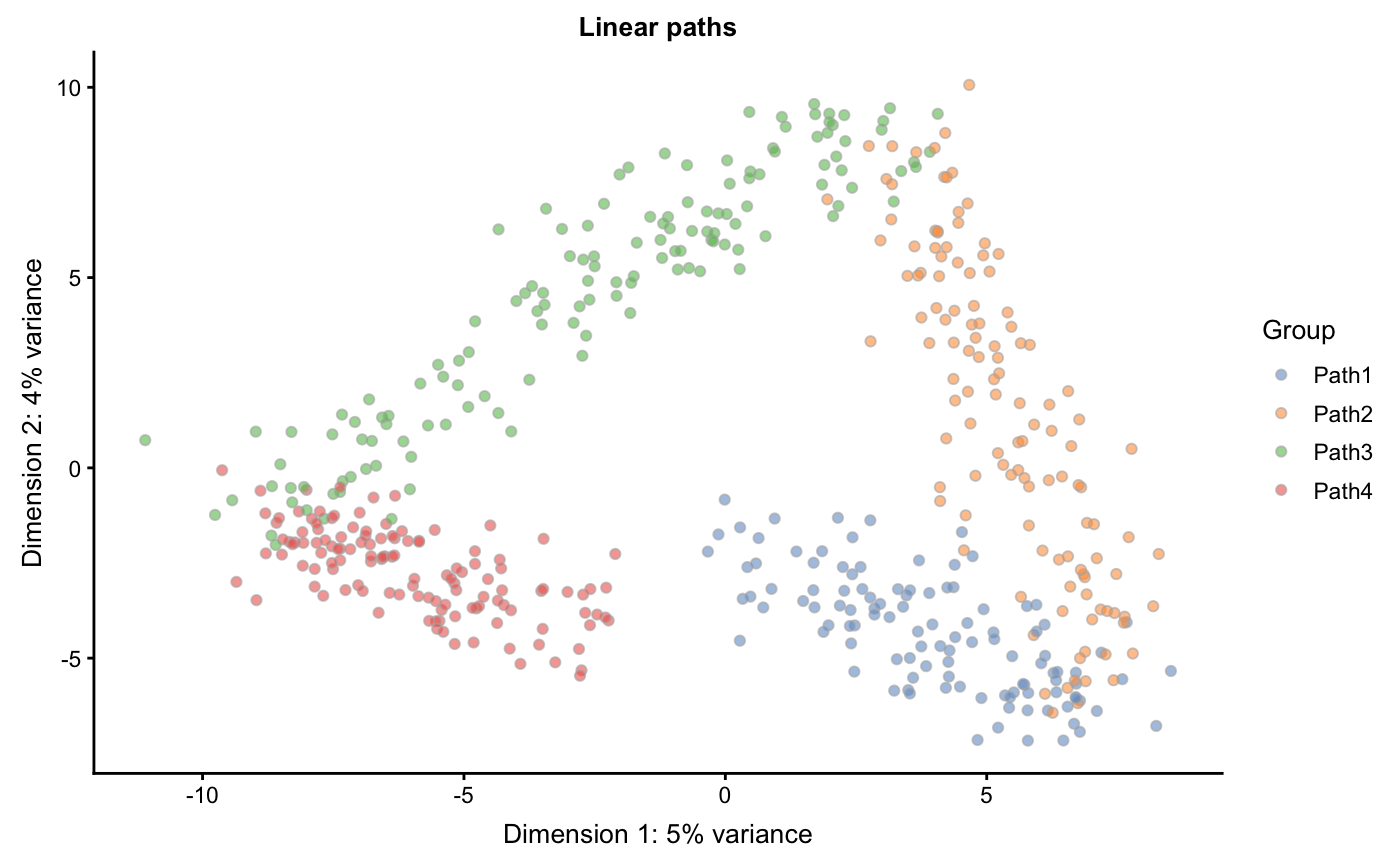 Linear paths
10
5
0
-5
Dimension 2: 4% variance
-10
-5
0
5
Dimension 1: 5% variance
Group
Path1
Path2
Path3
Path4